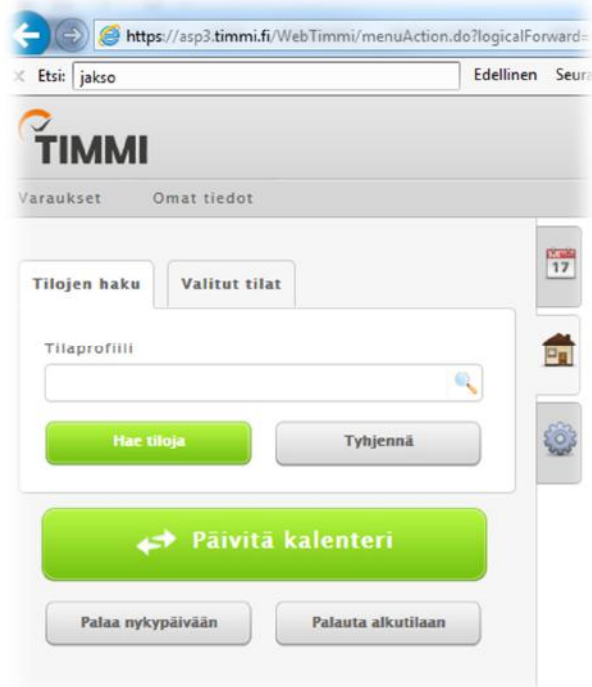 https://asp3.timmi.fi/WebTimmi/menuAction.do?logicalForward=
× Etsi: jakso Edellinen Seura
TIMMI
Varaukset Omat tiedot
17
Tilojen haku Valitut tilat
Tilaprofiili
Hae tiloja Tyhjennä
Päivitä kalenteri
Palaa nykypäivään Palauta alkutilaan